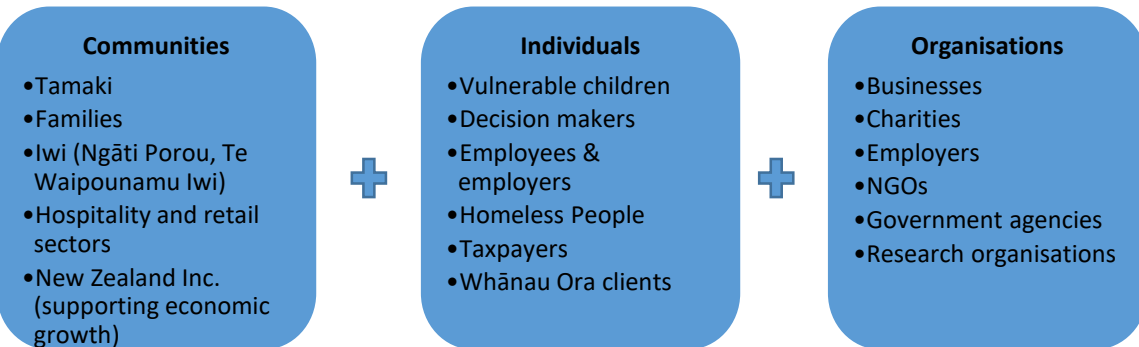 Communities
•Tamaki
•Families
•Iwi (Ngāti Porou, Te
Waipounamu Iwi)
•Hospitality and retail
sectors
•New Zealand Inc.
(supporting economic
growth)
Individuals
•Vulnerable children
•Decision makers
•Employees &
employers
•Homeless People
•Taxpayers
•Whānau Ora clients
Organisations
•Businesses
•Charities
•Employers
•NGOs
•Government agencies
•Research organisations